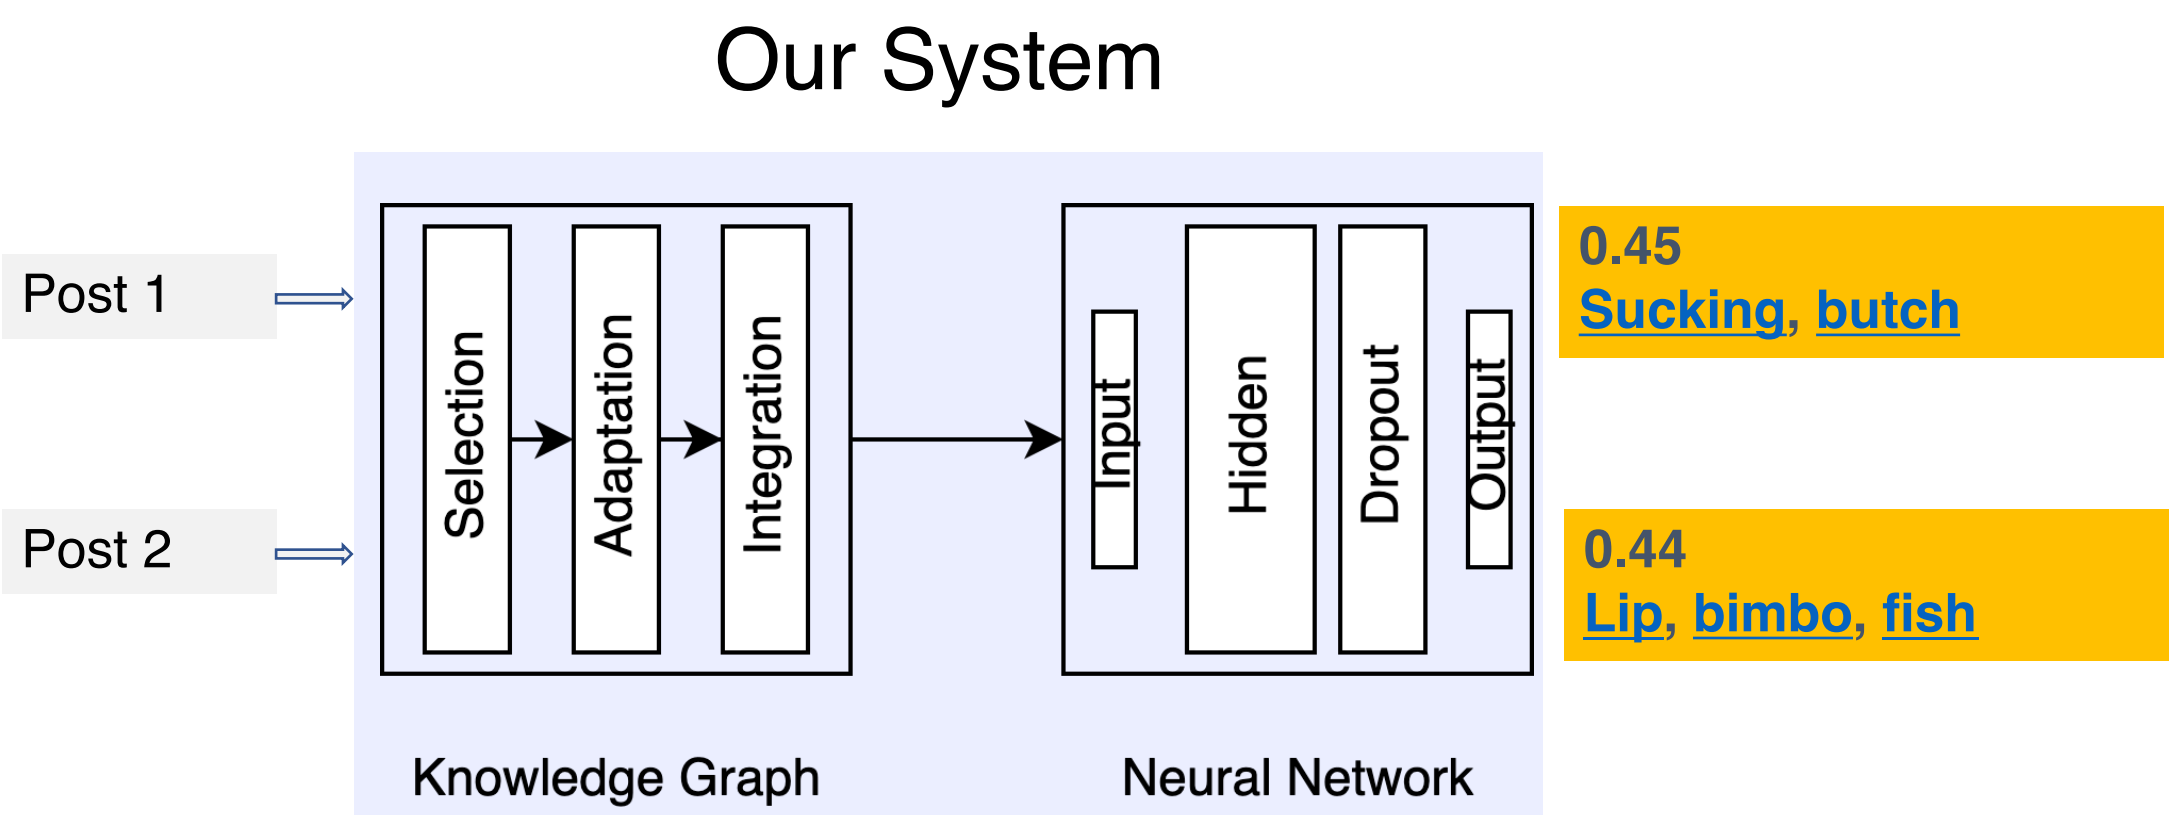 Our System
Post 1
Post 2
Selection
Adaptation
Integration
Knowledge Graph
Input
Hidden
Dropout
Output
Neural Network
0.45
Sucking, butch
0.44
Lip, bimbo, fish